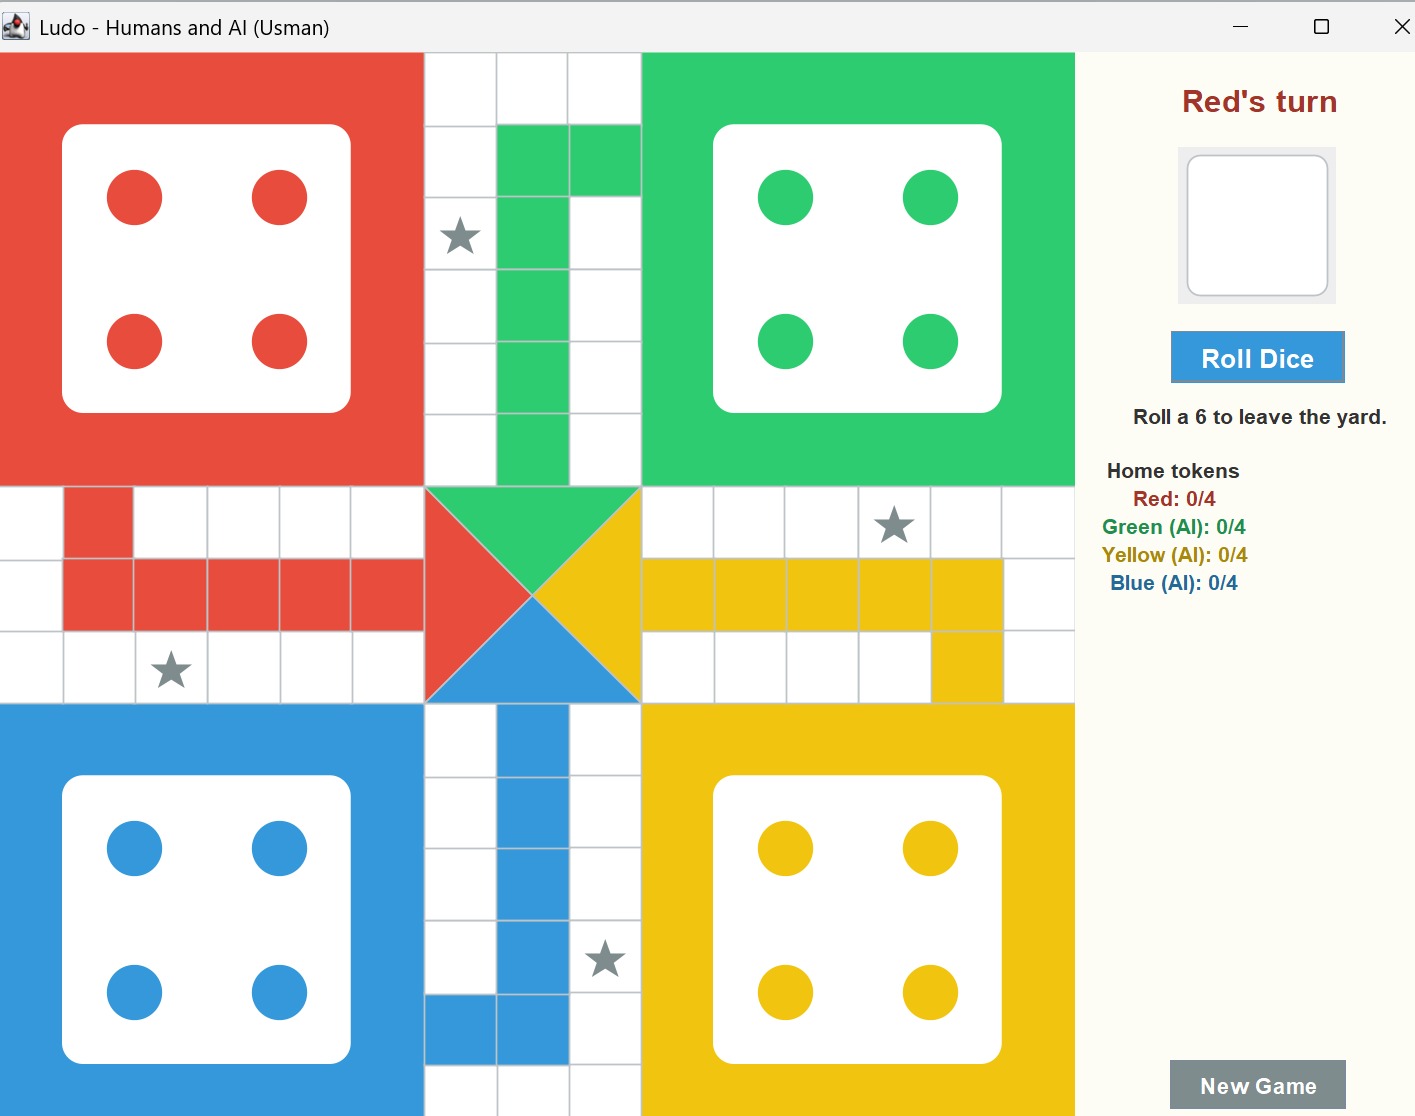 Ludo - Humans and AI (Usman)
Red's turn
Roll Dice
Roll a 6 to leave the yard.
Home tokens
Red: 0/4
Green (AI): 0/4
Yellow (AI): 0/4
Blue (AI): 0/4
New Game